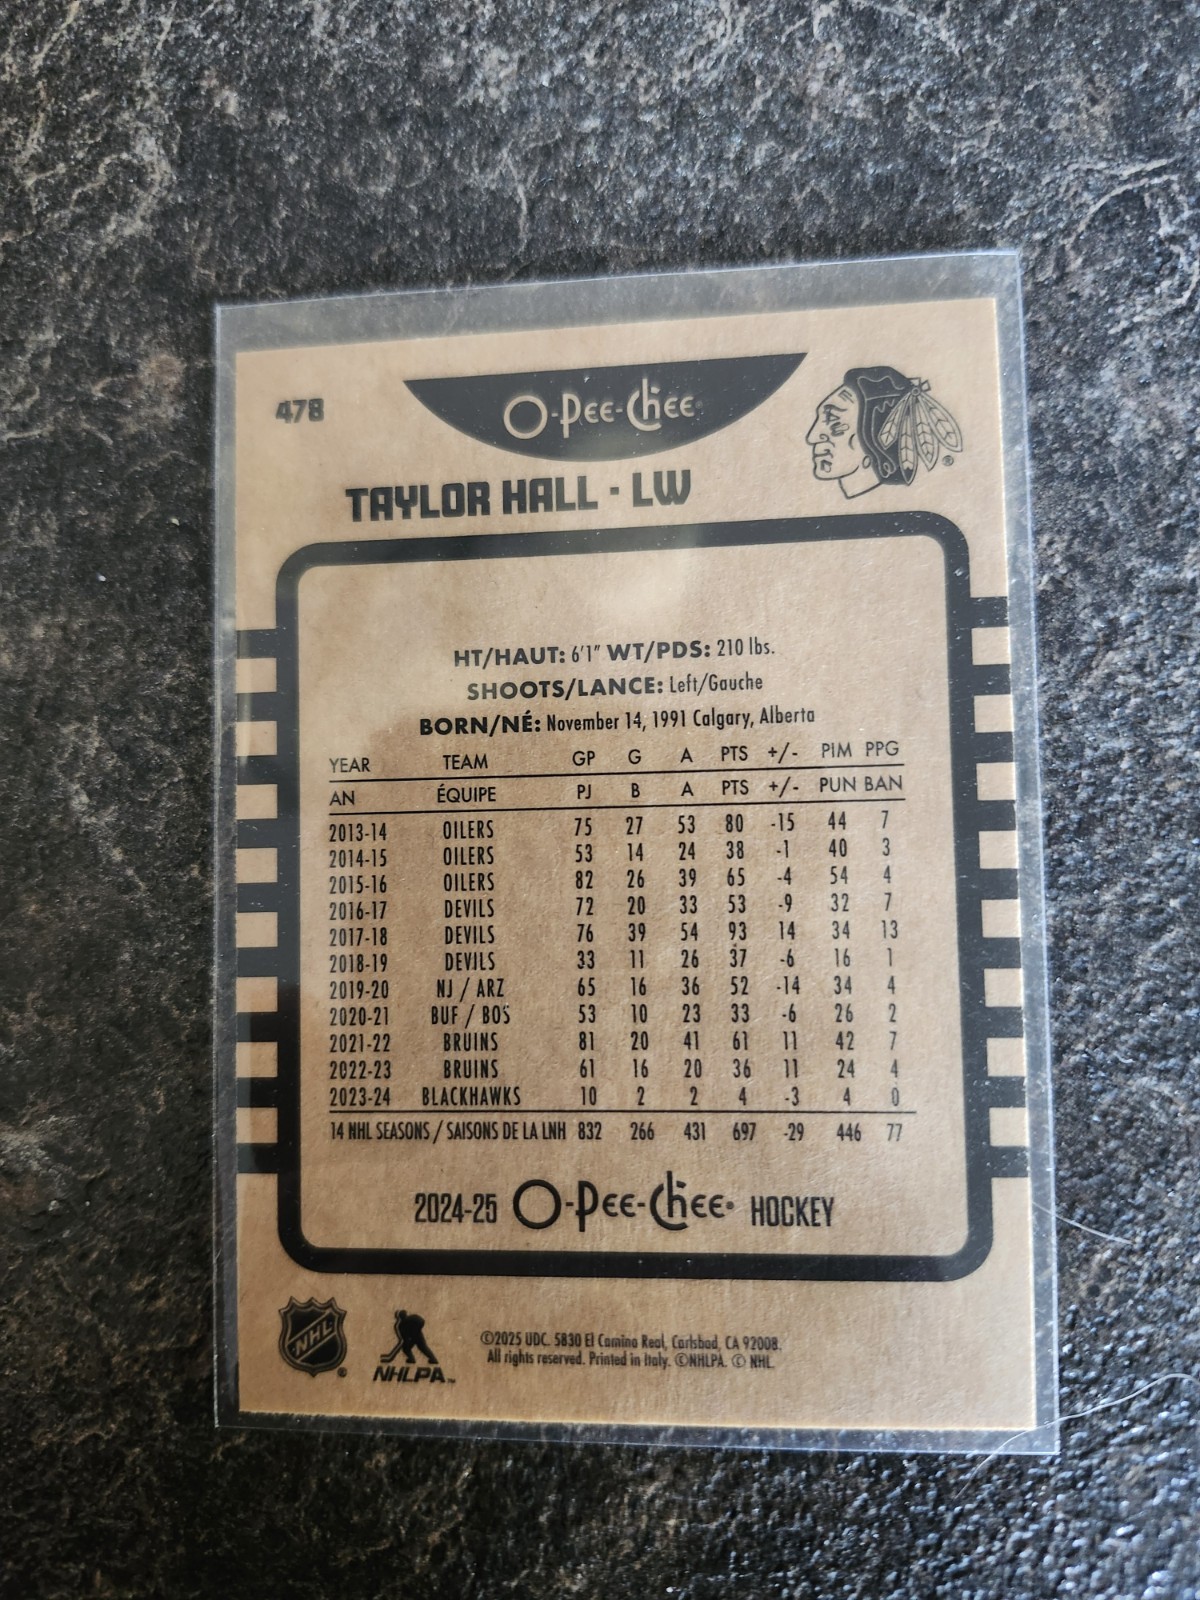 478
O-Pee-Chee
TAYLOR HALL · LW
HT/HAUT: 6'1" WT/PDS: 210 lbs.
SHOOTS/LANCE: Left/Gauche
BORN/NÉ: November 14, 1991 Calgary, Alberta
YEAR TEAM GP G A PTS +/- PIM PPG
AN ÉQUIPE PJ B A PTS +/- PUN BAN
2013-14 OILERS 75 27 53 80 -15 44 7
2014-15 OILERS 53 14 24 38 -1 40 3
2015-16 OILERS 82 26 39 65 -4 54 4
2016-17 DEVILS 72 20 33 53 -9 32 7
2017-18 DEVILS 76 39 54 93 14 34 13
2018-19 DEVILS 33 11 26 37 -6 16 1
2019-20 NJ / ARZ 65 16 36 52 -14 34 4
2020-21 BUF / BOS 53 10 23 33 -6 26 2
2021-22 BRUINS 81 20 41 61 11 42 7
2022-23 BRUINS 61 16 20 36 11 24 4
2023-24 BLACKHAWKS 10 2 2 4 -3 4 0
14 NHL SEASONS / SAISONS DE LA LNH 832 266 431 697 -29 446 77
2024-25 O-Pee-Chee® HOCKEY
NHL®
NHLPA™
©2025 UDC. 5830 El Camino Real, Carlsbad, CA 92008.
All rights reserved. Printed in Italy. ©NHLPA. © NHL.